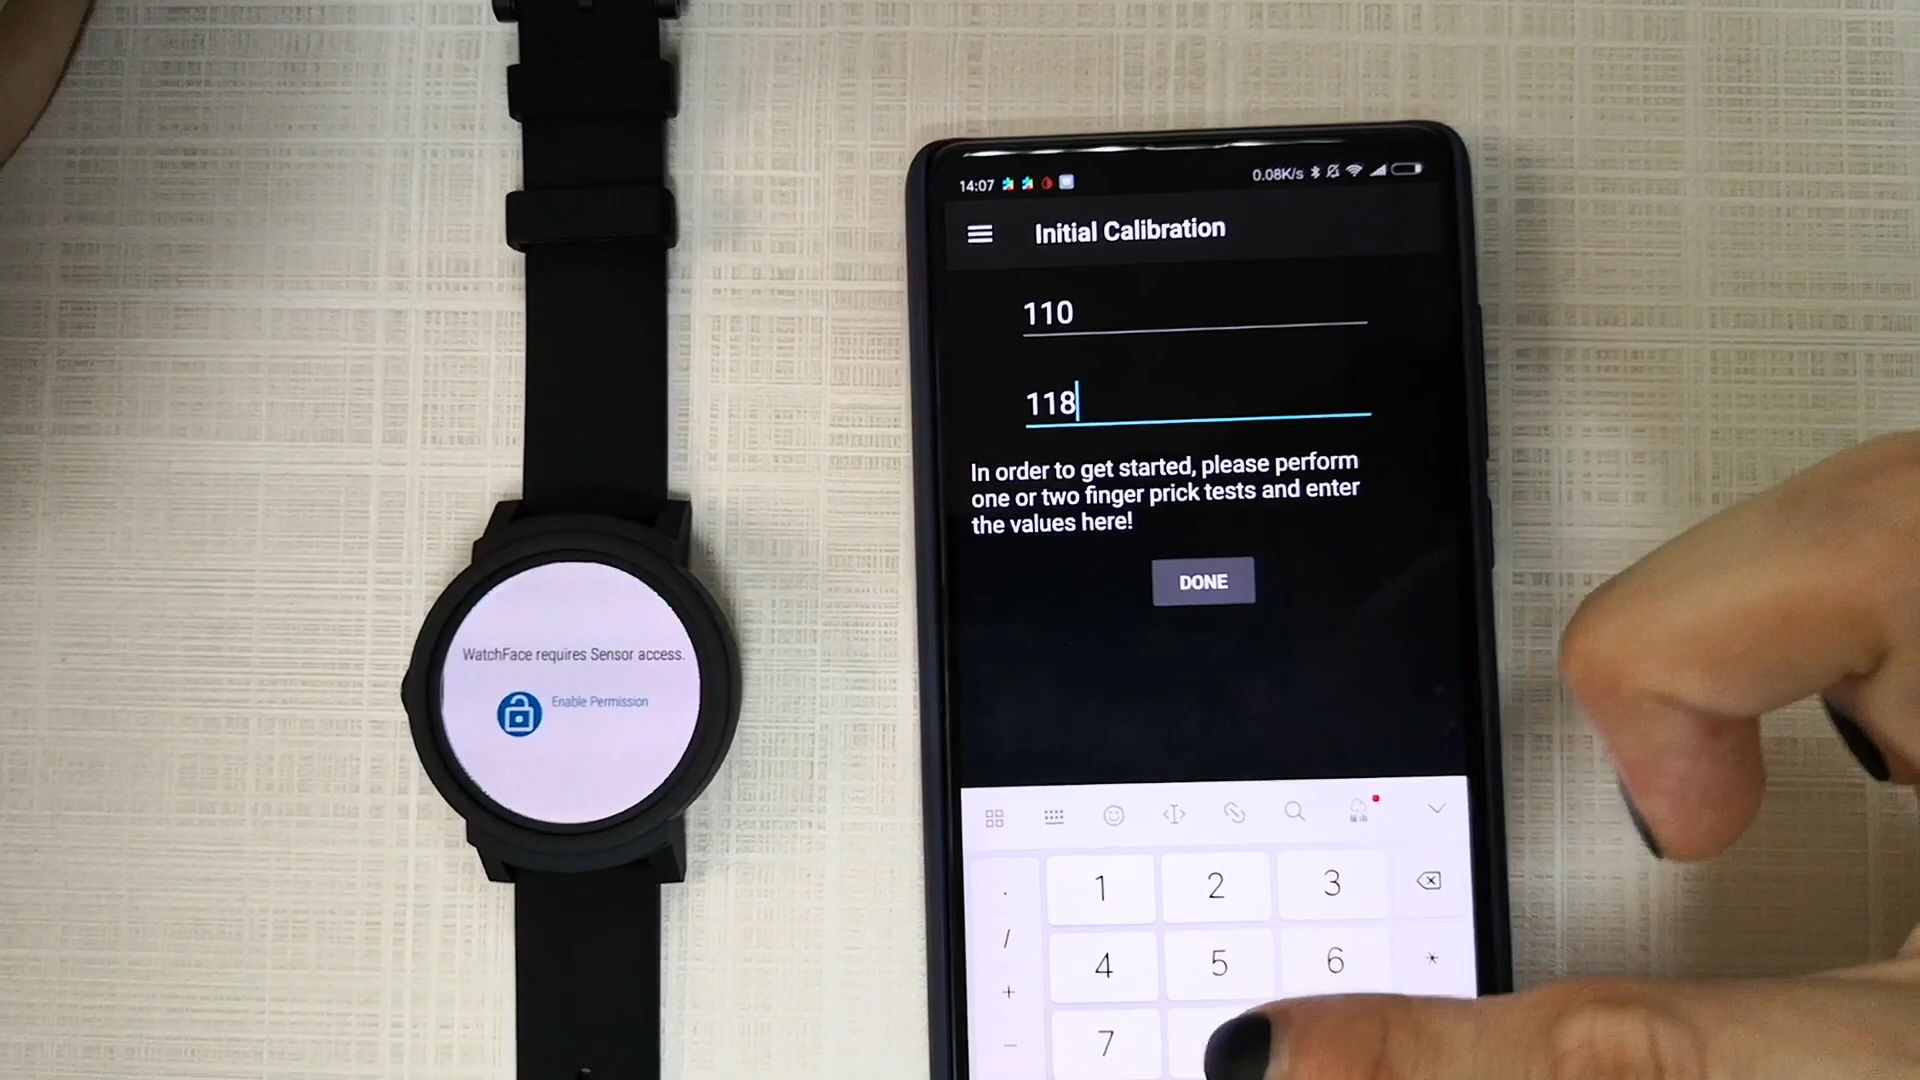 WatchFace requires Sensor access.
Enable Permission
14:07
0.08K/s
Initial Calibration
110
118
In order to get started, please perform
one or two finger prick tests and enter
the values here!
DONE
.
1
2
3
/
4
5
6
*
+
7
-